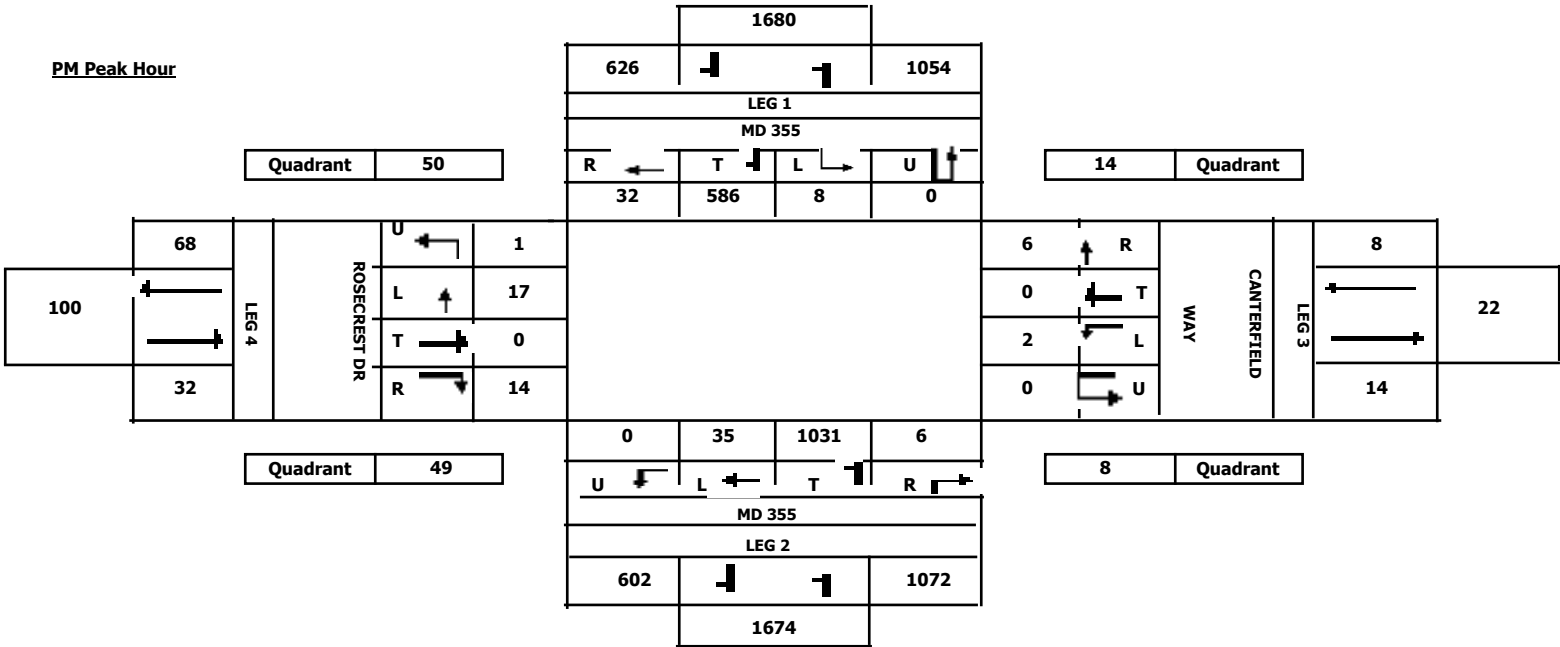 1680
PM Peak Hour
626 1054
LEG 1
MD 355
Quadrant 50
R T L U
14 Quadrant
32 586 8 0
68
U 1
6 R
8
100
LEG 4
ROSECREST DR
L 17
0 T
WAY
CANTERFIELD
LEG 3
22
T 0
2 L
32
R 14
0 U
14
0 35 1031 6
Quadrant 49
U L T R
8 Quadrant
MD 355
LEG 2
602 1072
1674